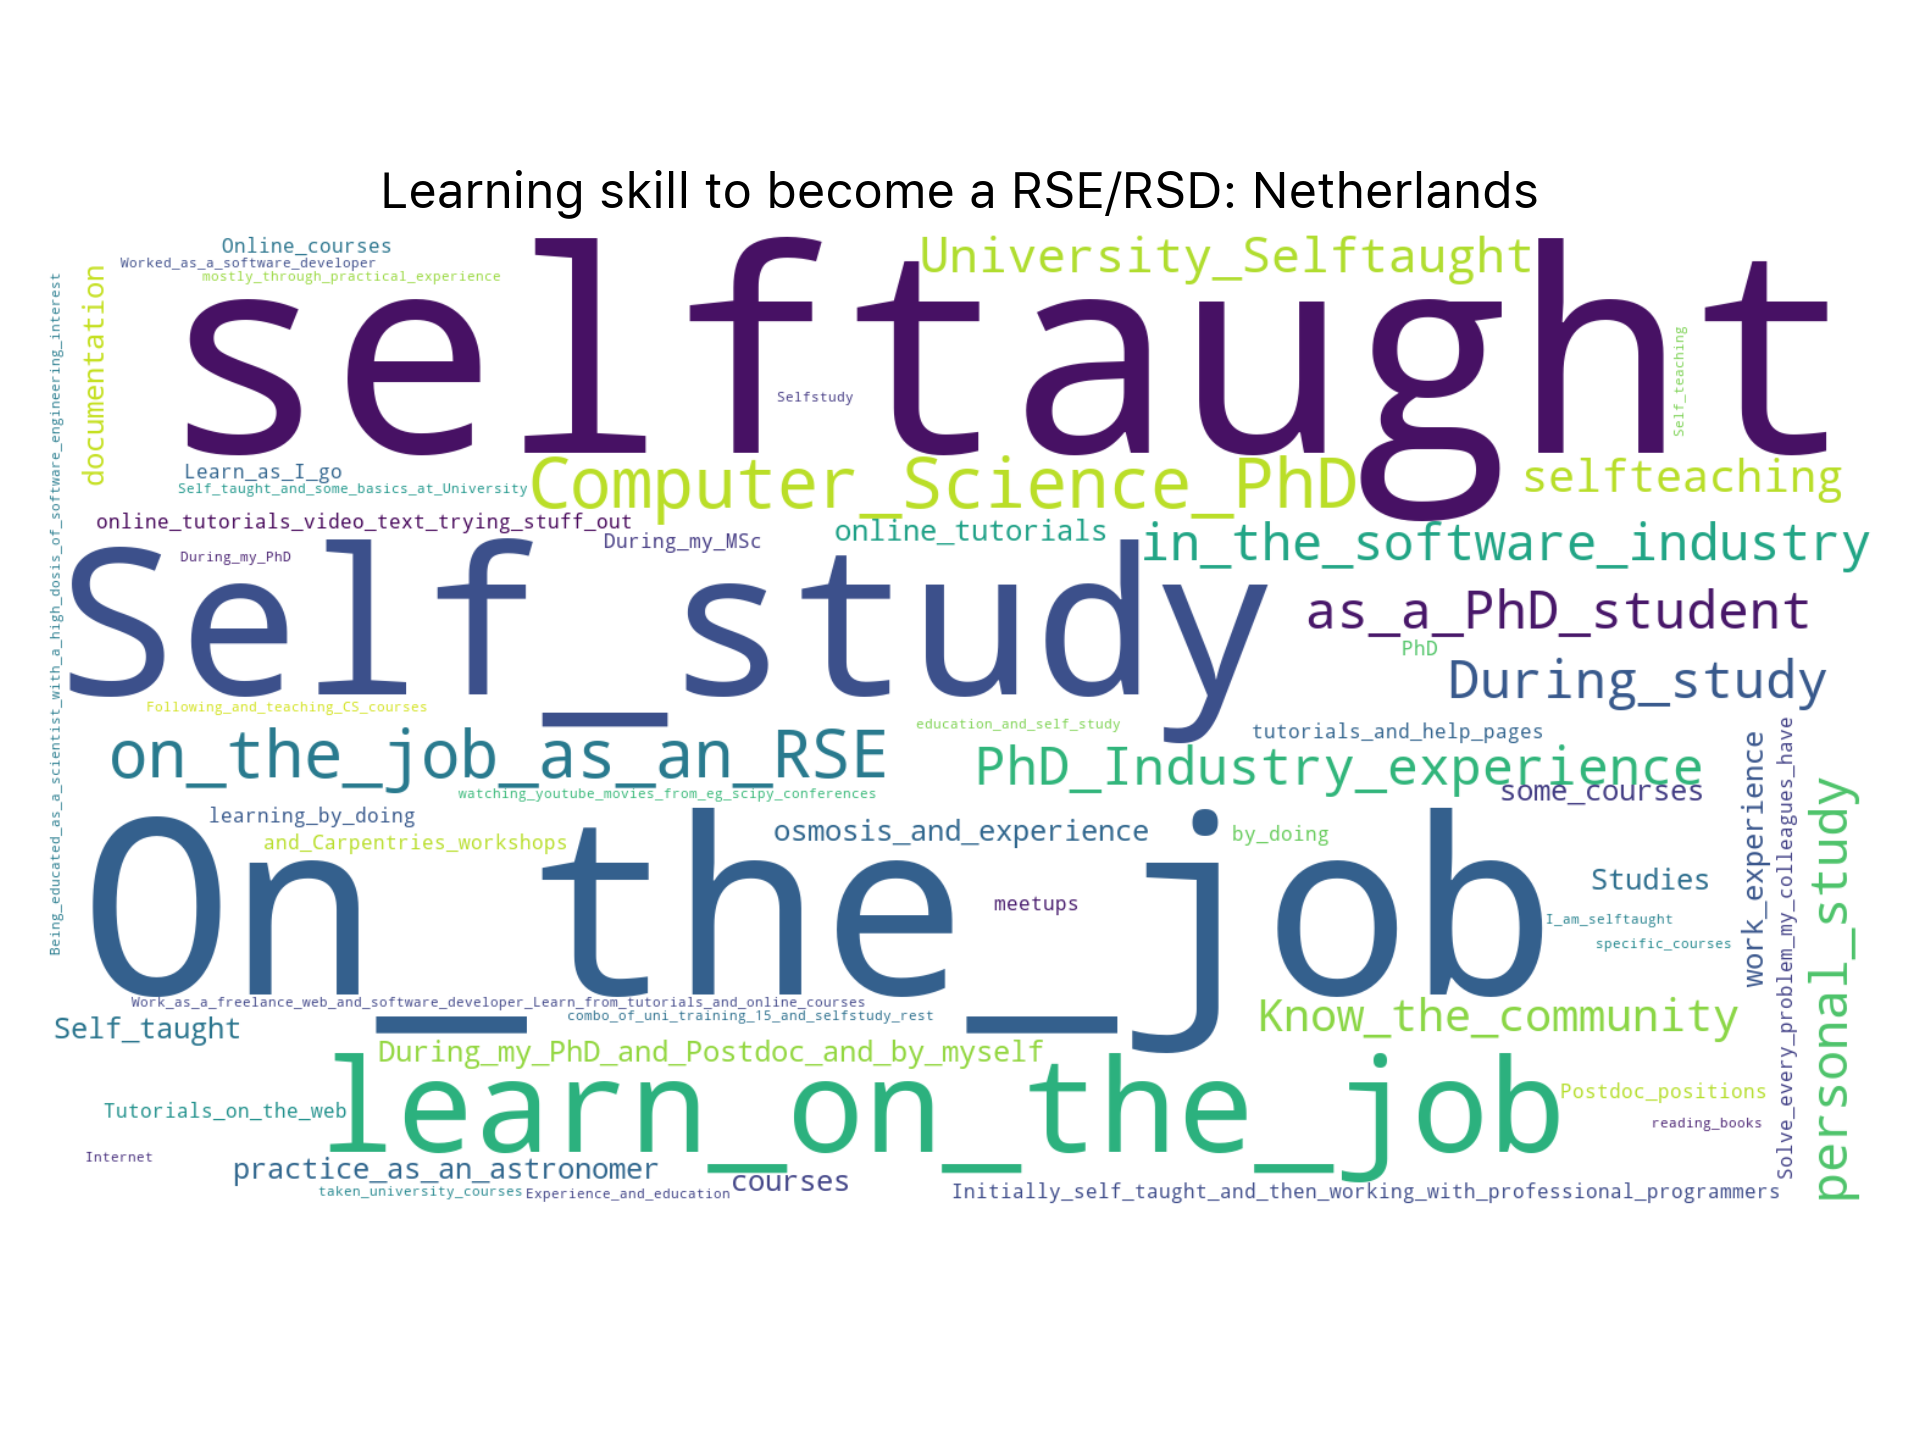 Learning skill to become a RSE/RSD: Netherlands
Online_courses
Worked_as_a_software_developer
mostly_through_practical_experience
University_Selftaught
selftaught
documentation
Being_educated_as_a_scientist_with_a_high_dosis_of_software_engineering_interest
Selfstudy
Self_teaching
Learn_as_I_go
Self_taught_and_some_basics_at_University
Computer_Science_PhD
selfteaching
online_tutorials_video_text_trying_stuff_out
During_my_MSc
online_tutorials
in_the_software_industry
During_my_PhD
Self_study
as_a_PhD_student
PhD
During_study
Following_and_teaching_CS_courses
education_and_self_study
tutorials_and_help_pages
on_the_job_as_an_RSE
PhD_Industry_experience
watching_youtube_movies_from_eg_scipy_conferences
some_courses
learning_by_doing
and_Carpentries_workshops
osmosis_and_experience
by_doing
work_experience
Solve_every_problem_my_colleagues_have
personal_study
On_the_job
meetups
Studies
I_am_selftaught
specific_courses
Work_as_a_freelance_web_and_software_developer_Learn_from_tutorials_and_online_courses
combo_of_uni_training_15_and_selfstudy_rest
Self_taught
Know_the_community
During_my_PhD_and_Postdoc_and_by_myself
learn_on_the_job
Tutorials_on_the_web
Postdoc_positions
reading_books
Internet
practice_as_an_astronomer
courses
taken_university_courses
Experience_and_education
Initially_self_taught_and_then_working_with_professional_programmers